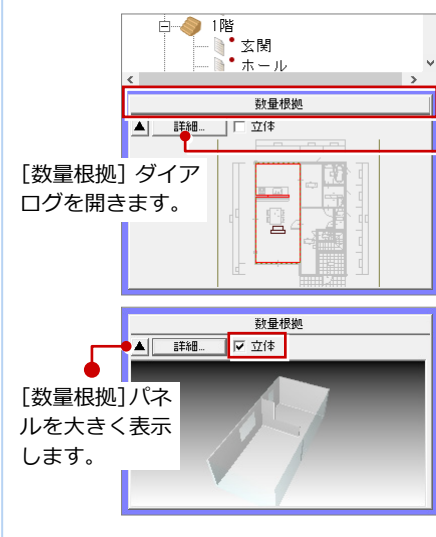 1階
玄関
ホール
数量根拠
詳細...
立体
［数量根拠］ダイア
ログを開きます。
数量根拠
詳細...
立体
［数量根拠］パネ
ルを大きく表示
します。